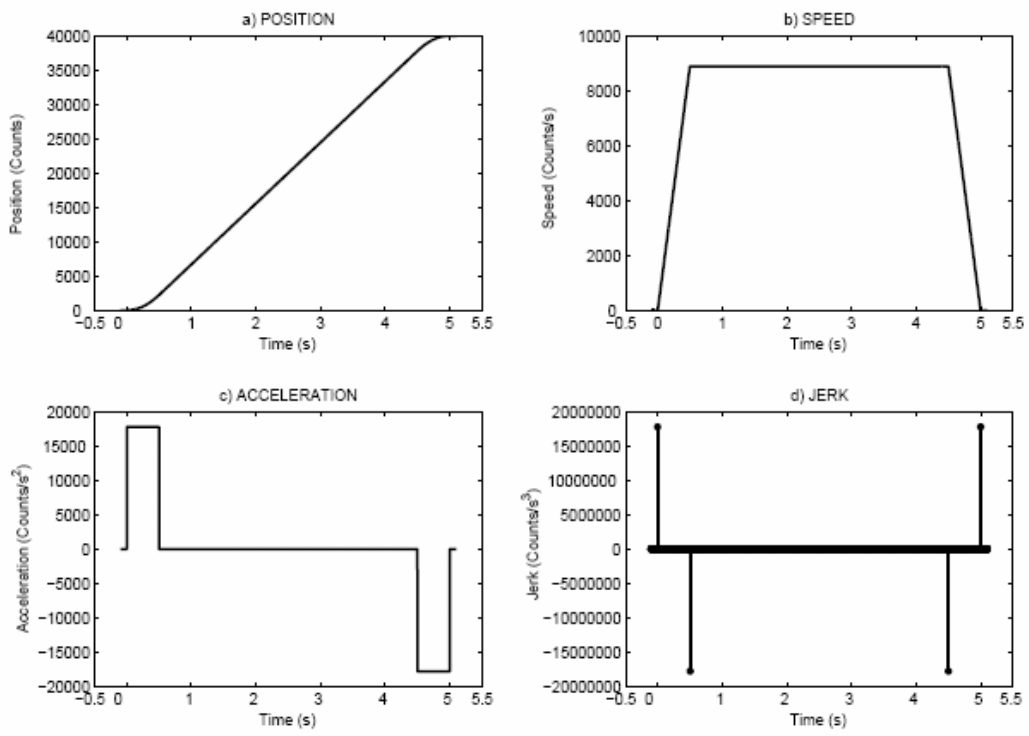 a) POSITION
40000
35000
30000
25000
20000
15000
10000
5000
0
Position (Counts)
−0.5 0 1 2 3 4 5 5.5
Time (s)
b) SPEED
10000
8000
6000
4000
2000
0
Speed (Counts/s)
−0.5 0 1 2 3 4 5 5.5
Time (s)
c) ACCELERATION
20000
15000
10000
5000
0
−5000
−10000
−15000
−20000
Acceleration (Counts/s²)
−0.5 0 1 2 3 4 5 5.5
Time (s)
d) JERK
20000000
15000000
10000000
5000000
0
−5000000
−10000000
−15000000
−20000000
Jerk (Counts/s³)
−0.5 0 1 2 3 4 5 5.5
Time (s)